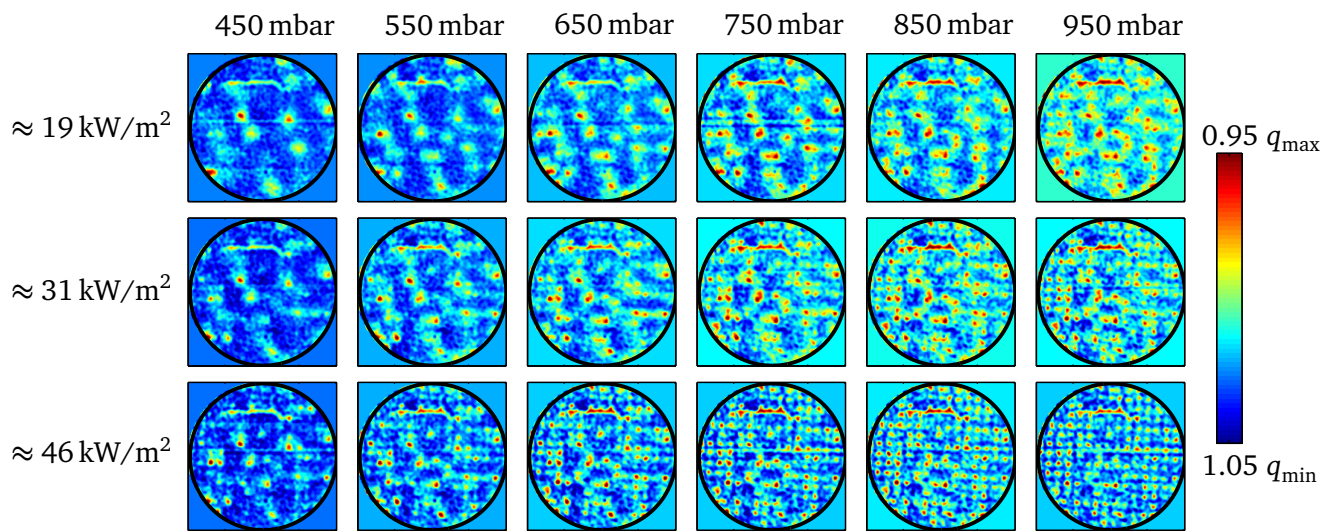 450 mbar 550 mbar 650 mbar 750 mbar 850 mbar 950 mbar
≈ 19 kW/m²
0.95 q_max
≈ 31 kW/m²
≈ 46 kW/m²
1.05 q_min